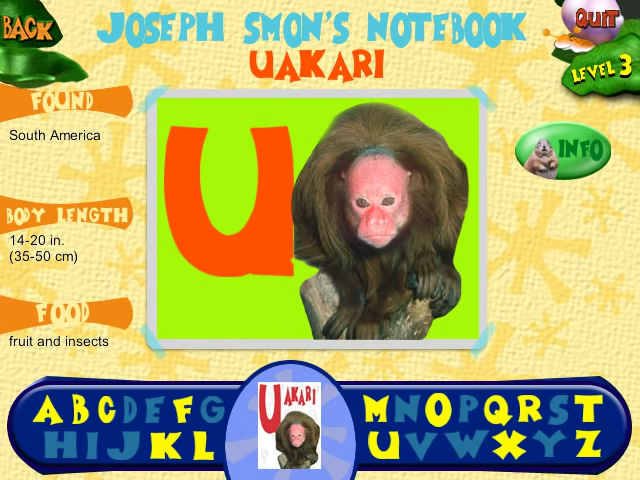 BACK
JOSEPH SMON'S NOTEBOOK
QUIT
UAKARI
LEVEL 3
FOUND
South America
U
INFO
BODY LENGTH
14-20 in.
(35-50 cm)
FOOD
fruit and insects
UAKARI
A B C D E F G
H I J K L
M N O P Q R S T
U V W X Y Z